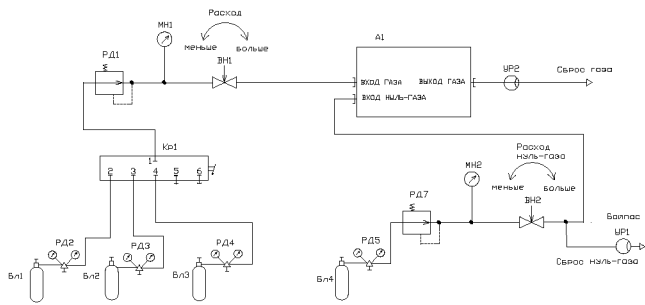 Расход
МН1
меньше
больше
А1
РД1
ВН1
ВХОД ГАЗА
ВЫХОД ГАЗА
УР2
Сброс газа
ВХОД НУЛЬ-ГАЗА
Кр1
1
2 3 4 5 6
Расход
нуль-газа
МН2
меньше
больше
РД7
ВН2
Байпас
УР1
РД2
РД3
РД4
РД5
Сброс нуль-газа
Бл1
Бл2
Бл3
Бл4